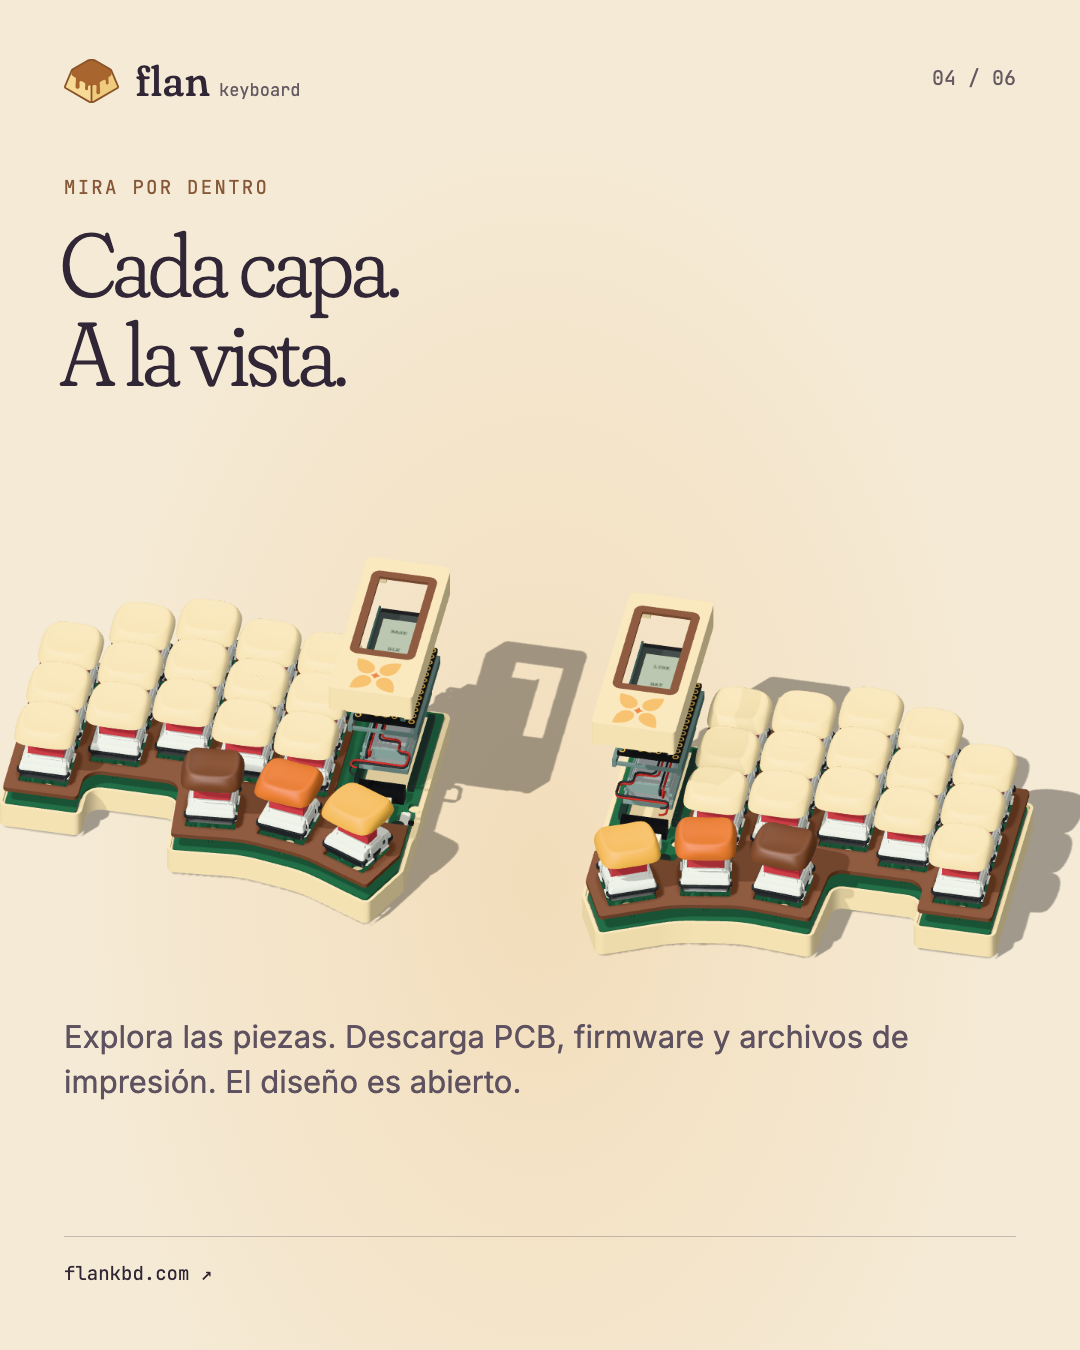 flan keyboard
04 / 06
MIRA POR DENTRO
Cada capa.
A la vista.
Explora las piezas. Descarga PCB, firmware y archivos de
impresión. El diseño es abierto.
flankbd.com ↗